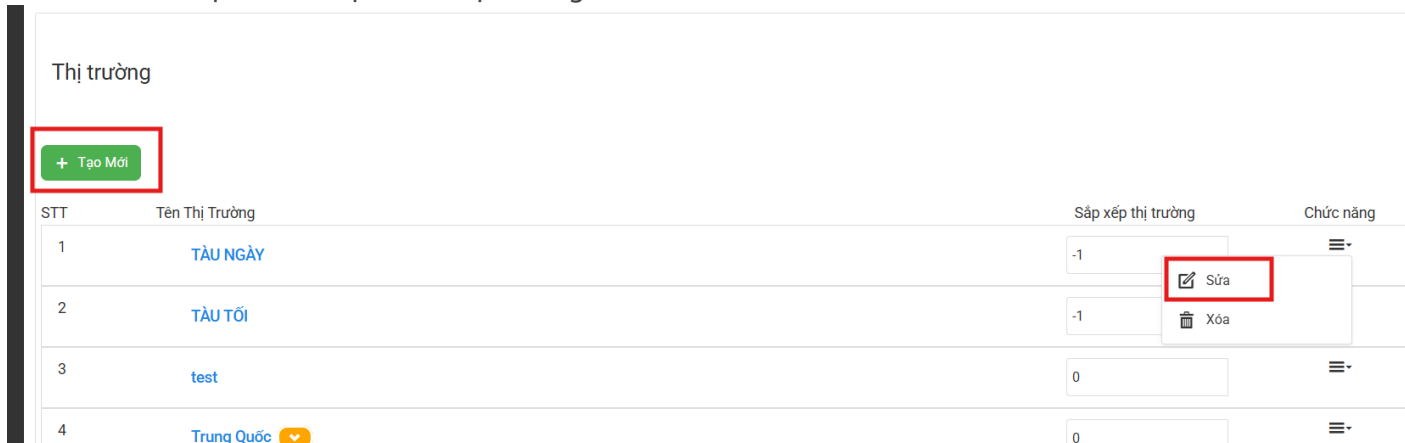 Thị trường
+ Tạo Mới
STT Tên Thị Trường Sắp xếp thị trường Chức năng
1 TÀU NGÀY -1
Sửa
2 TÀU TỐI -1
Xóa
3 test 0
4 Trung Quốc 0